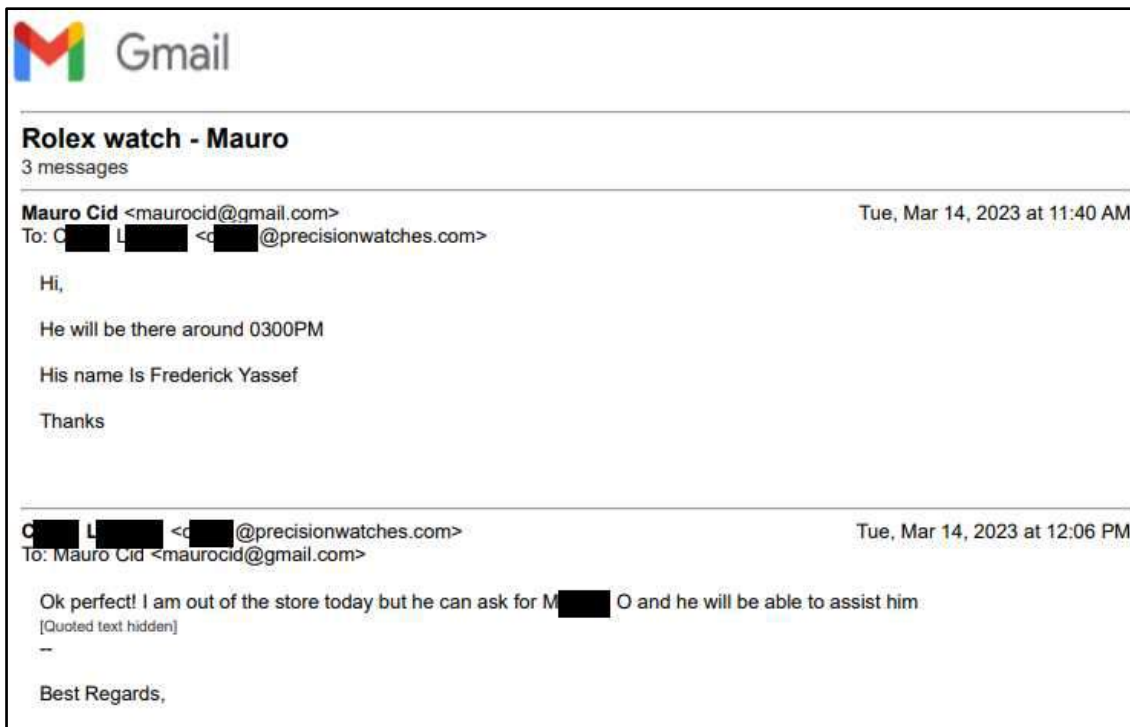 Gmail
Rolex watch - Mauro
3 messages
Mauro Cid <maurocid@gmail.com> Tue, Mar 14, 2023 at 11:40 AM
To: C L <c @precisionwatches.com>
Hi,
He will be there around 0300PM
His name Is Frederick Yassef
Thanks
C L <c @precisionwatches.com> Tue, Mar 14, 2023 at 12:06 PM
To: Mauro Cid <maurocid@gmail.com>
Ok perfect! I am out of the store today but he can ask for M O and he will be able to assist him
[Quoted text hidden]
--
Best Regards,